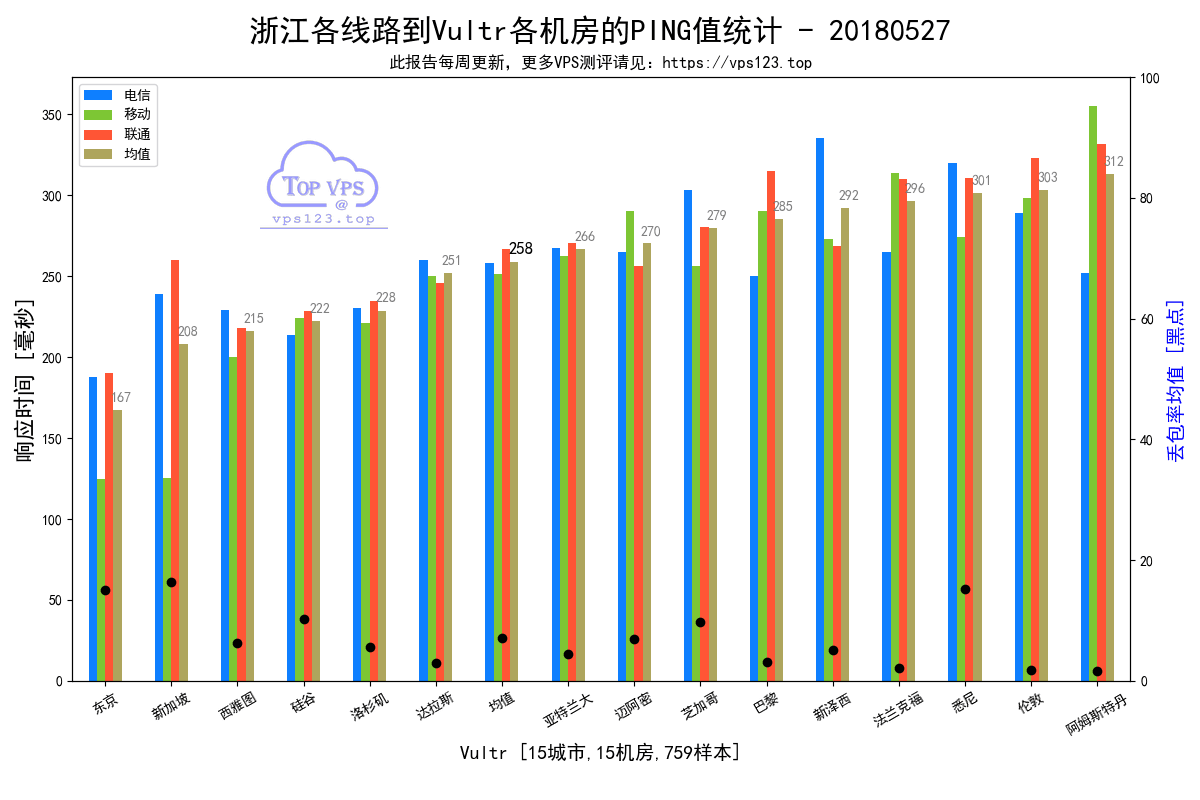 浙江各线路到Vultr各机房的PING值统计 - 20180527
此报告每周更新, 更多VPS测评请见: https://vps123.top
电信
移动
联通
均值
TOP VPS
@
vps123.top
响应时间 [毫秒]
350
300
250
200
150
100
50
0
167
208
215
222
228
251
258
266
270
279
285
292
296
301
303
312
100
80
60
40
20
0
丢包率均值 [黑点]
东京
新加坡
西雅图
硅谷
洛杉矶
达拉斯
均值
亚特兰大
迈阿密
芝加哥
巴黎
新泽西
法兰克福
悉尼
伦敦
阿姆斯特丹
Vultr [15城市,15机房,759样本]